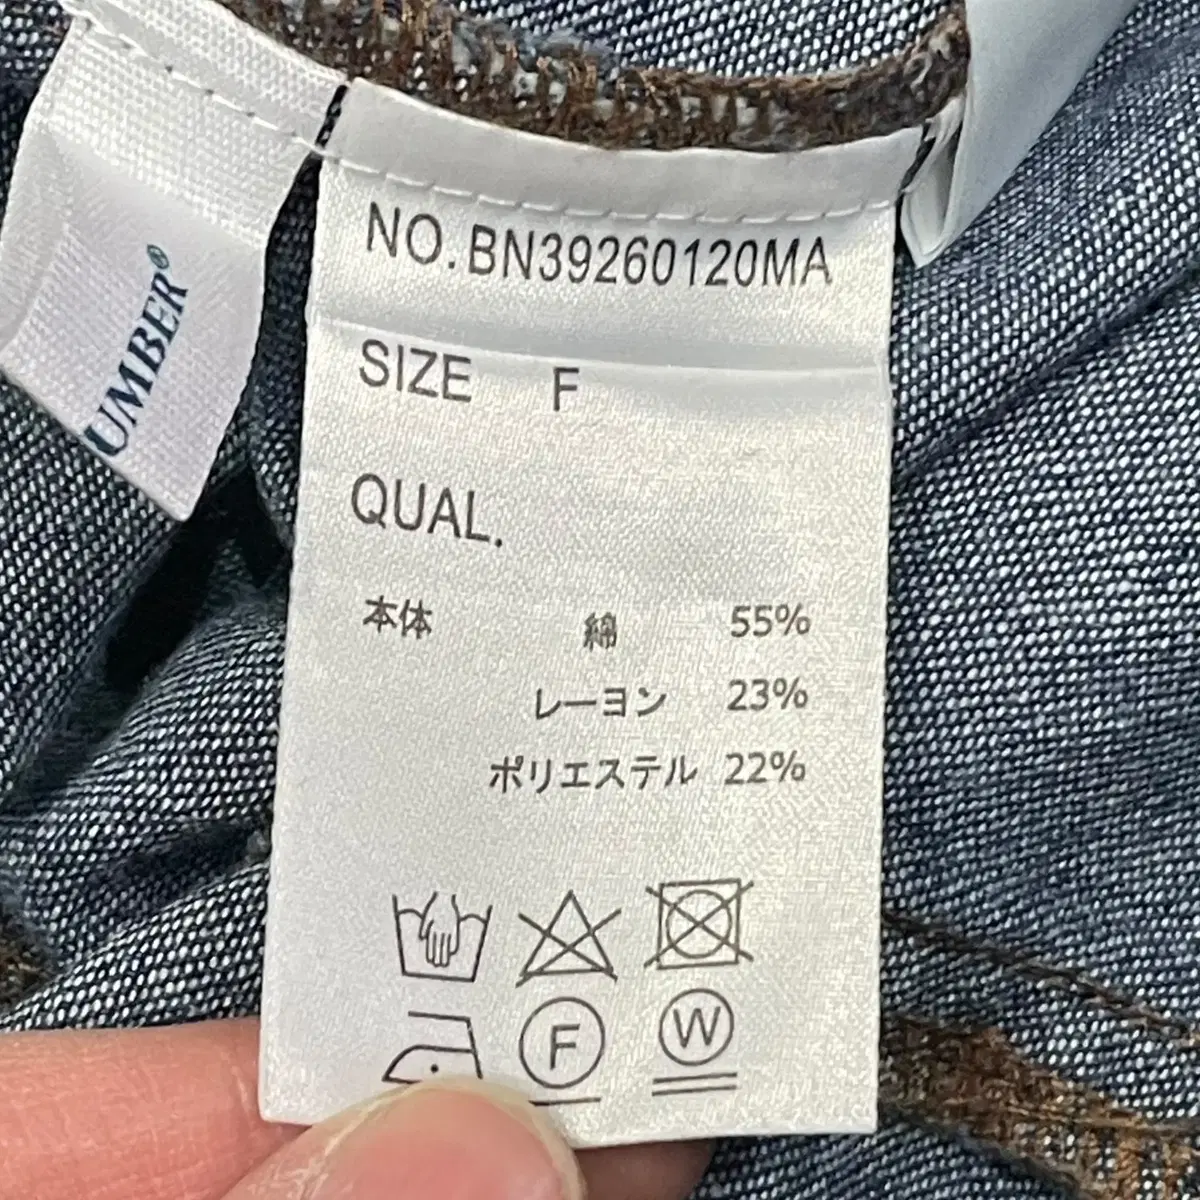 UMBER®
NO.BN39260120MA
SIZE F
QUAL.
本体 綿 55%
レーヨン 23%
ポリエステル 22%
F
W